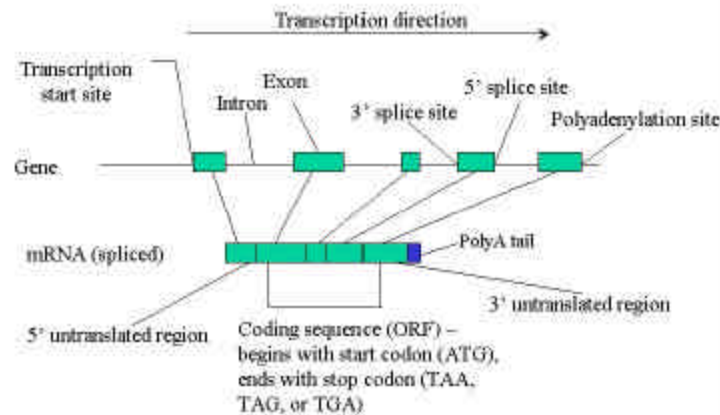 Transcription direction
Transcription
start site
Intron
Exon
3’ splice site
5’ splice site
Polyadenylation site
Gene
mRNA (spliced)
PolyA tail
5’ untranslated region
3’ untranslated region
Coding sequence (ORF) –
begins with start codon (ATG),
ends with stop codon (TAA,
TAG, or TGA)